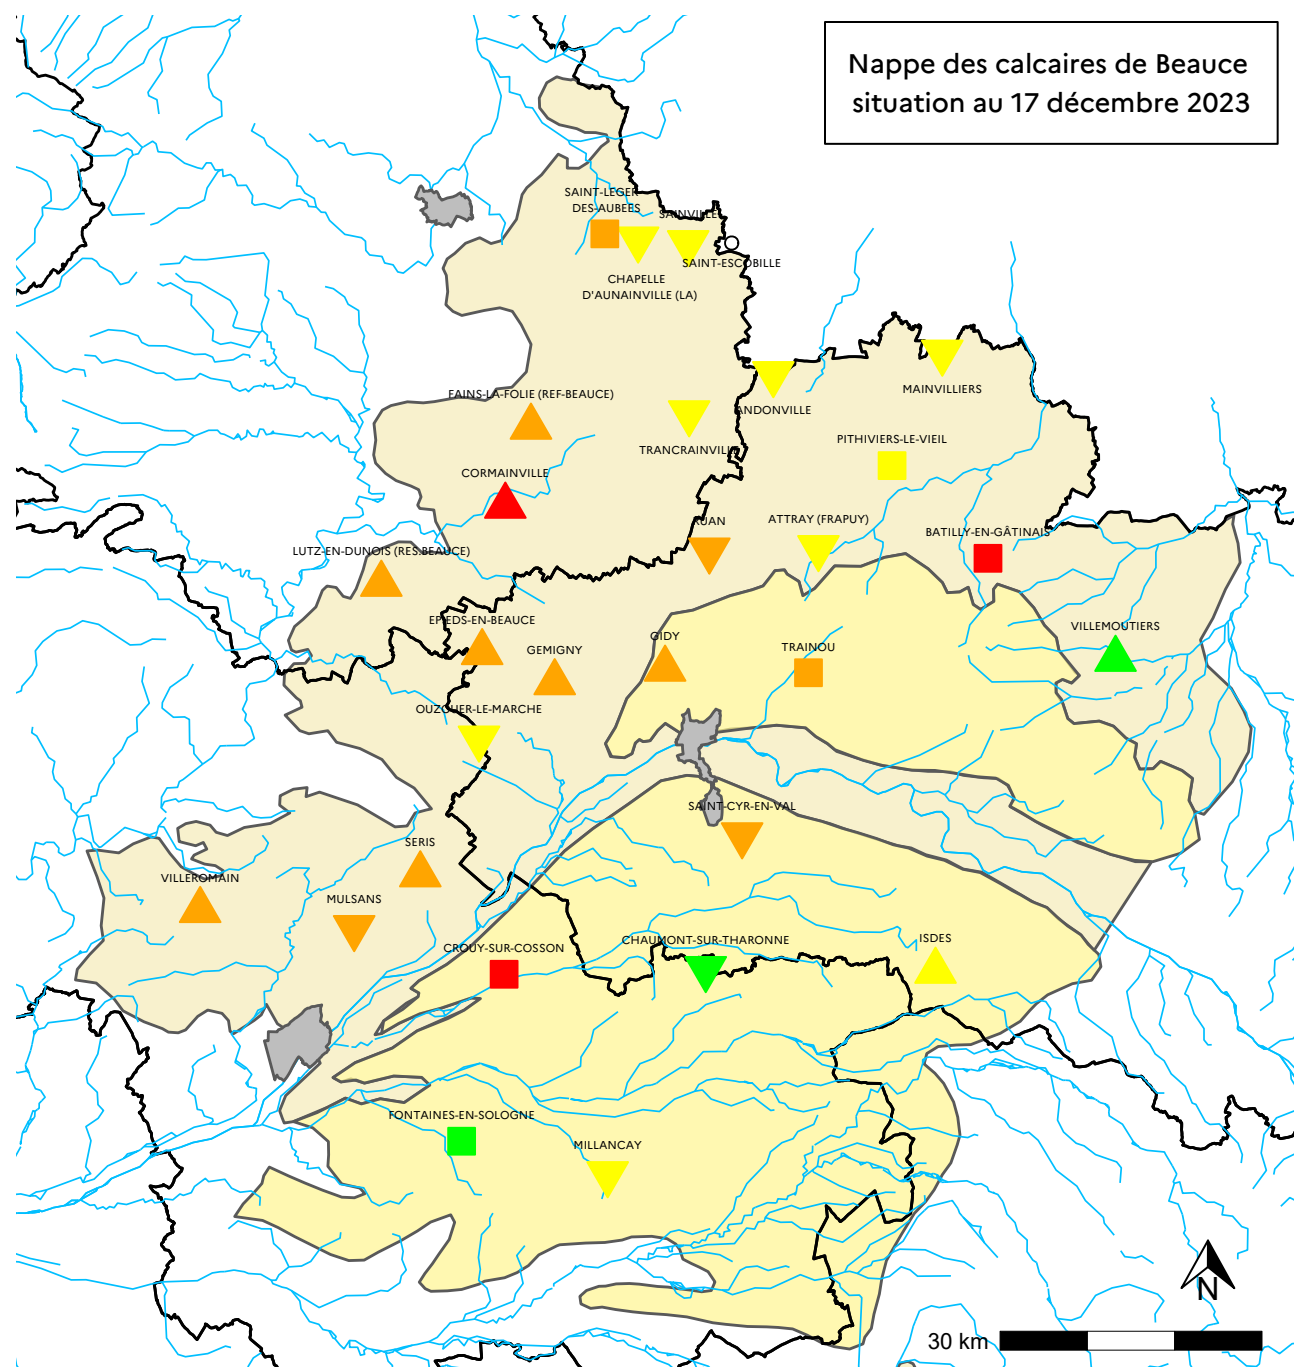 Nappe des calcaires de Beauce
situation au 17 décembre 2023
SAINT-LEGER
DES-AUBEES
SAINVILLE
SAINT-ESCOBILLE
CHAPELLE
D'AUNAINVILLE (LA)
MAINVILLIERS
FAINS-LA-FOLIE (REF-BEAUCE)
ANDONVILLE
TRANCRAINVILLE
PITHIVIERS-LE-VIEIL
CORMAINVILLE
RUAN
ATTRAY (FRAPUY)
BATILLY-EN-GÂTINAIS
LUTZ-EN-DUNOIS (RES.BEAUCE)
EPIEDS-EN-BEAUCE
VILLEMOUTIERS
GIDY
GEMIGNY
TRAINOU
OUZOUER-LE-MARCHE
SAINT-CYR-EN-VAL
SERIS
VILLEROMAIN
MULSANS
CROUY-SUR-COSSON
CHAUMONT-SUR-THARONNE
ISDES
FONTAINES-EN-SOLOGNE
MILLANCAY
N
30 km